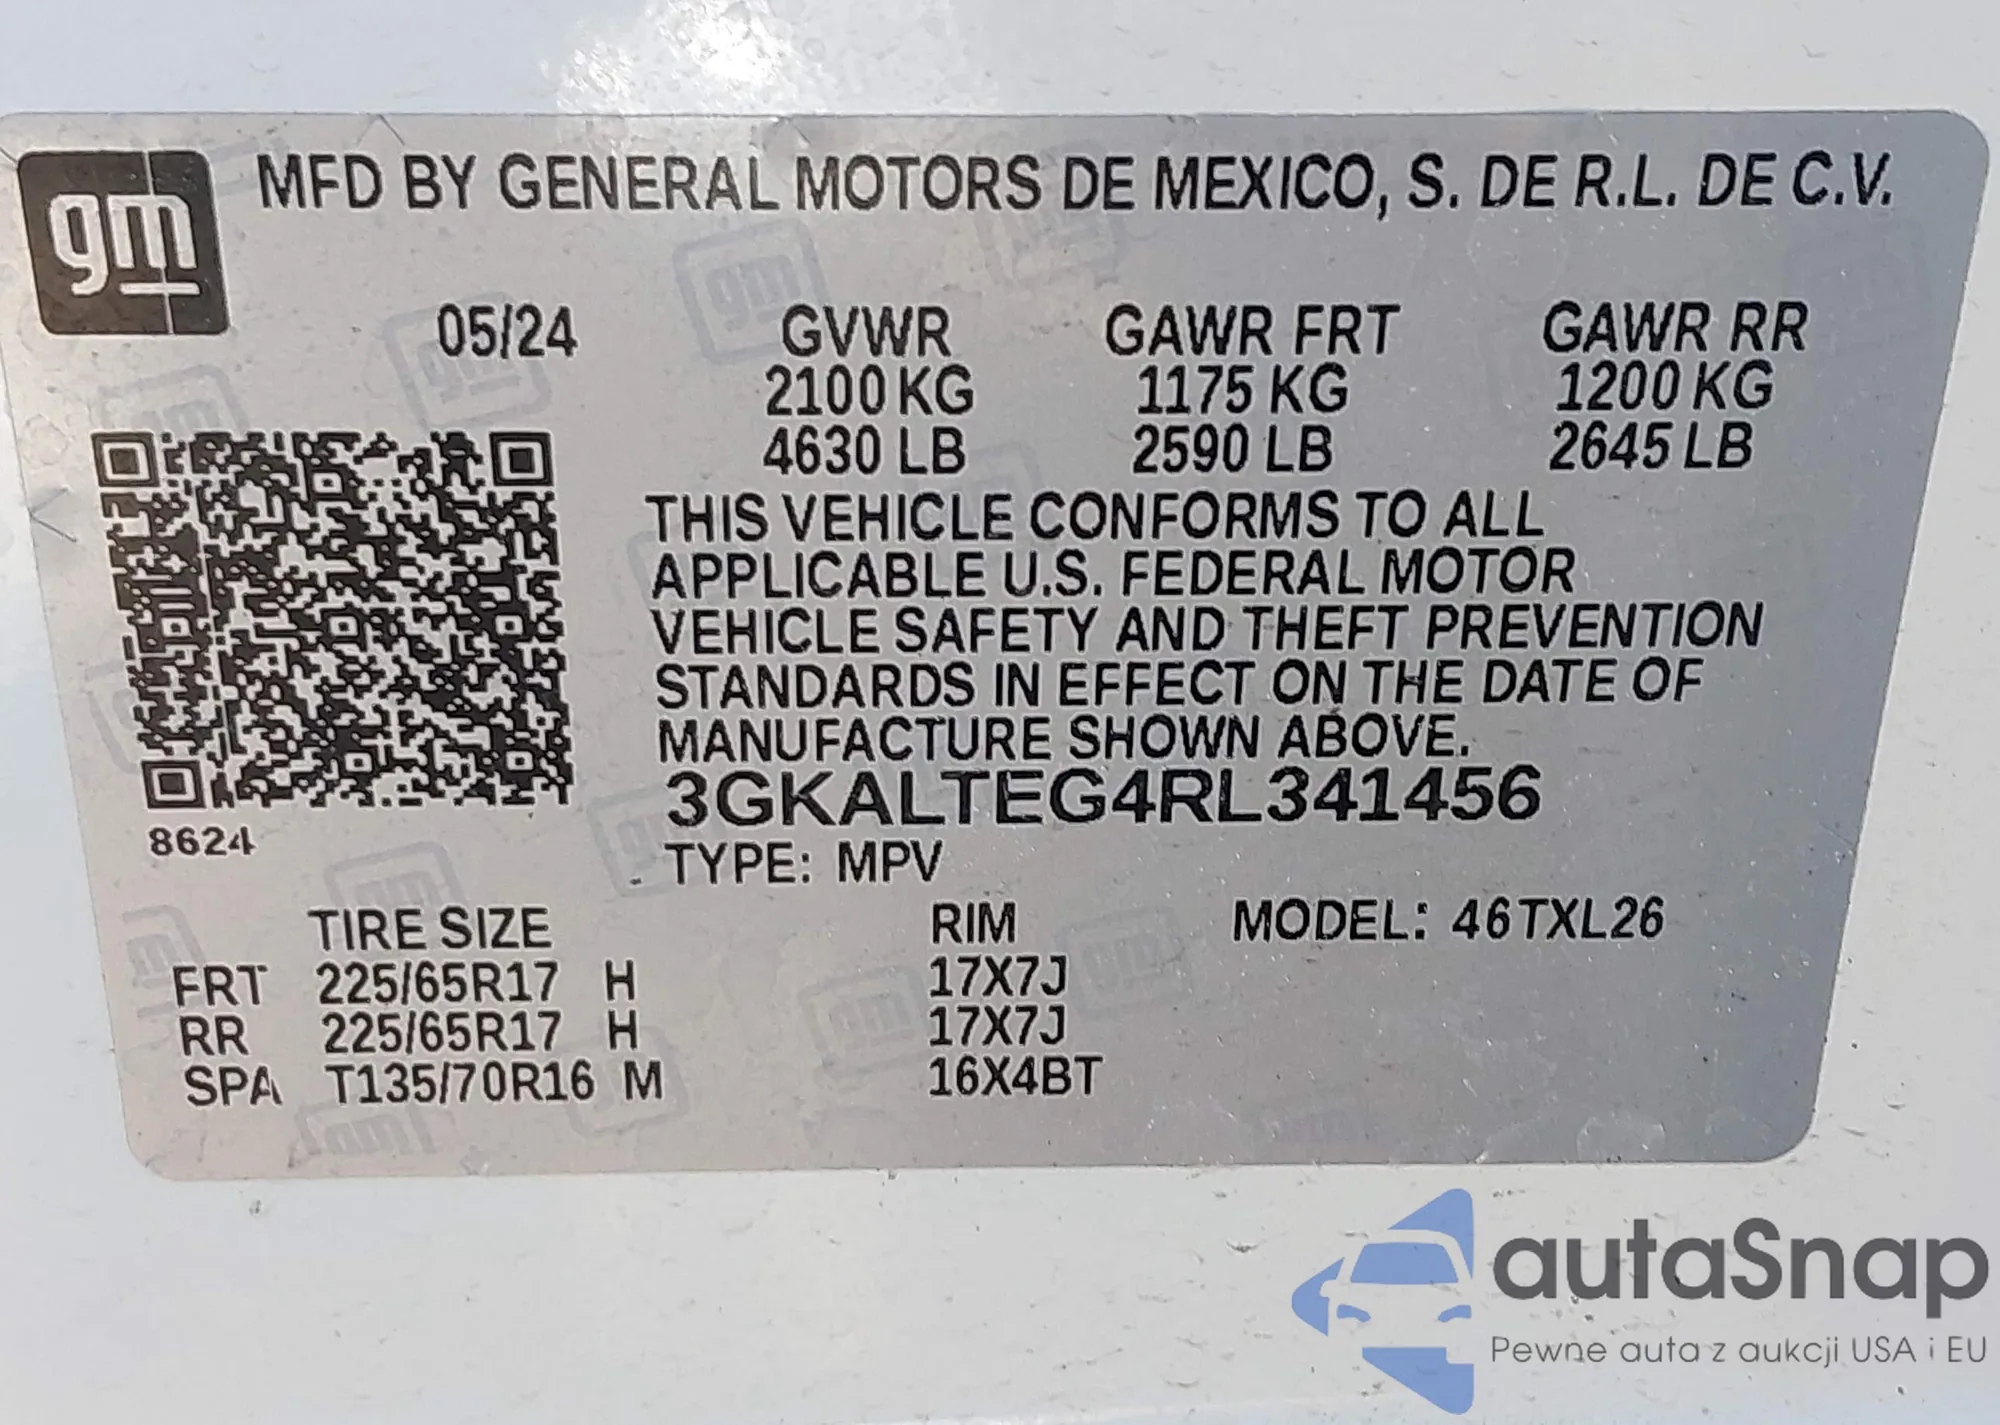 gm
MFD BY GENERAL MOTORS DE MEXICO, S. DE R.L. DE C.V.
05/24 GVWR GAWR FRT GAWR RR
2100 KG 1175 KG 1200 KG
4630 LB 2590 LB 2645 LB
THIS VEHICLE CONFORMS TO ALL
APPLICABLE U.S. FEDERAL MOTOR
VEHICLE SAFETY AND THEFT PREVENTION
STANDARDS IN EFFECT ON THE DATE OF
MANUFACTURE SHOWN ABOVE.
3GKALTEG4RL341456
8624
TYPE: MPV
TIRE SIZE RIM MODEL: 46TXL26
FRT 225/65R17 H 17X7J
RR 225/65R17 H 17X7J
SPA T135/70R16 M 16X4BT
autaSnap
Pewne auta z aukcji USA i EU